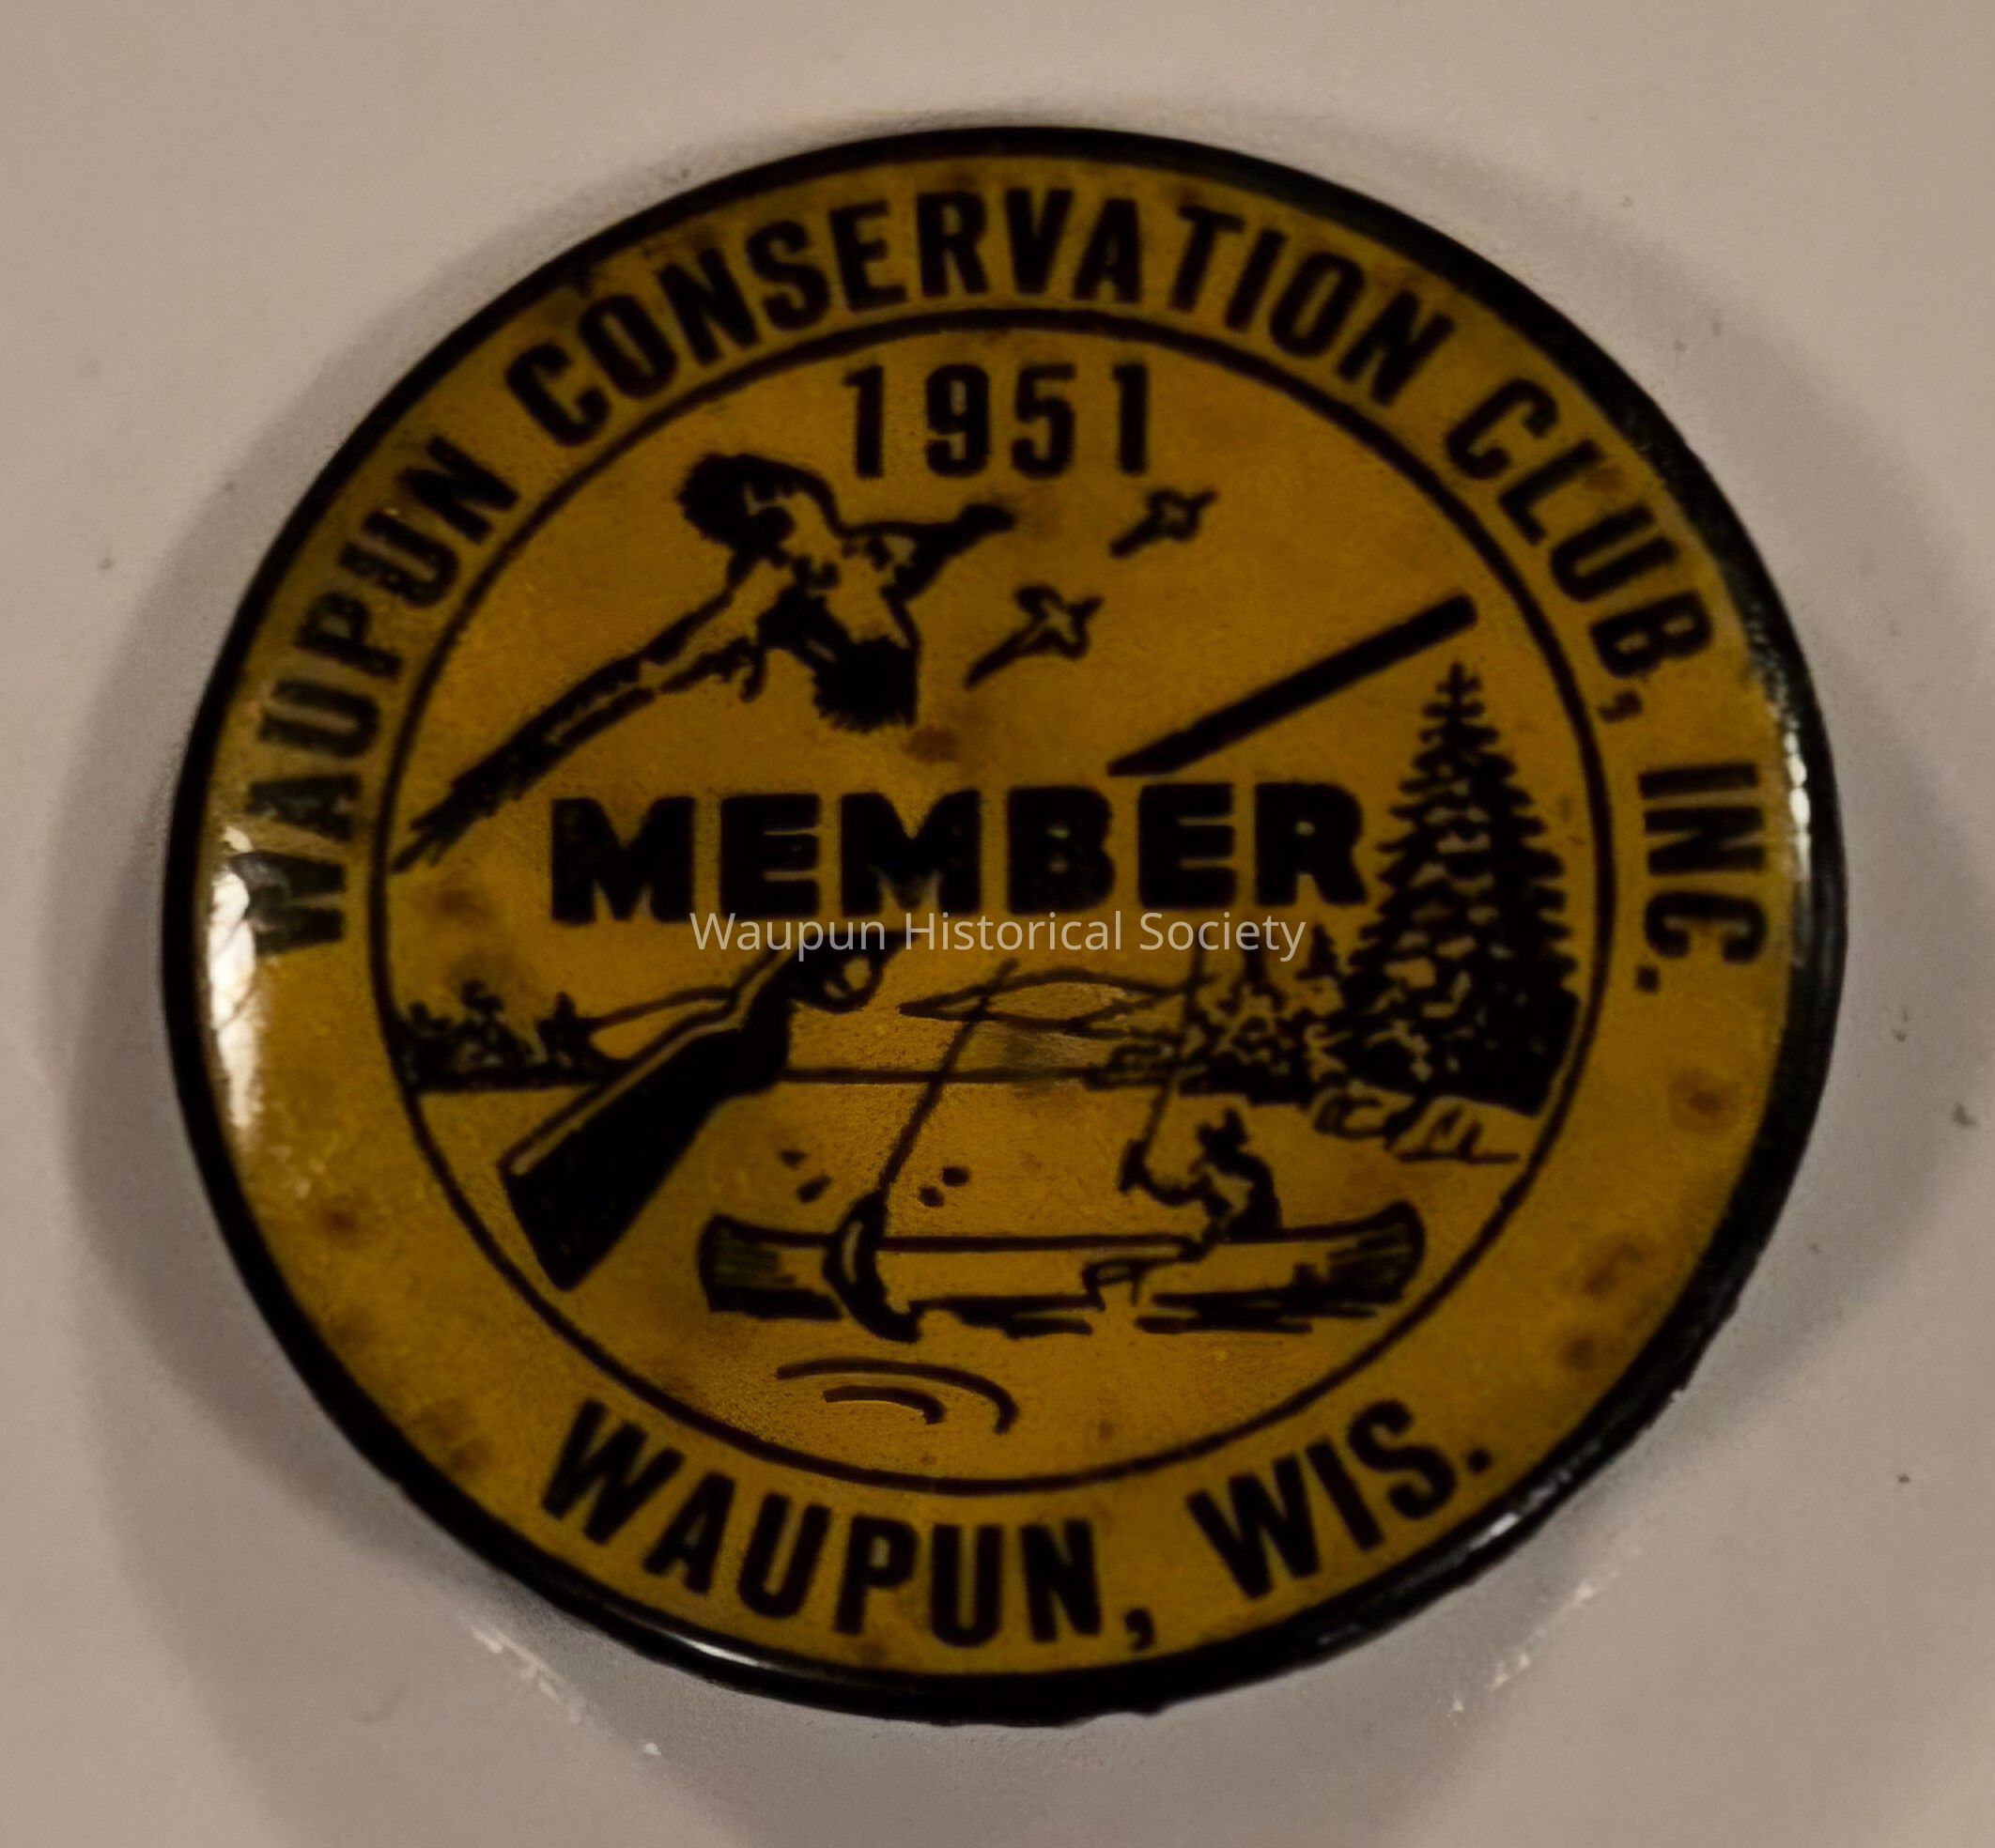 WAUPUN CONSERVATION CLUB, INC.
1951
MEMBER
Waupun Historical Society
WAUPUN, WIS.